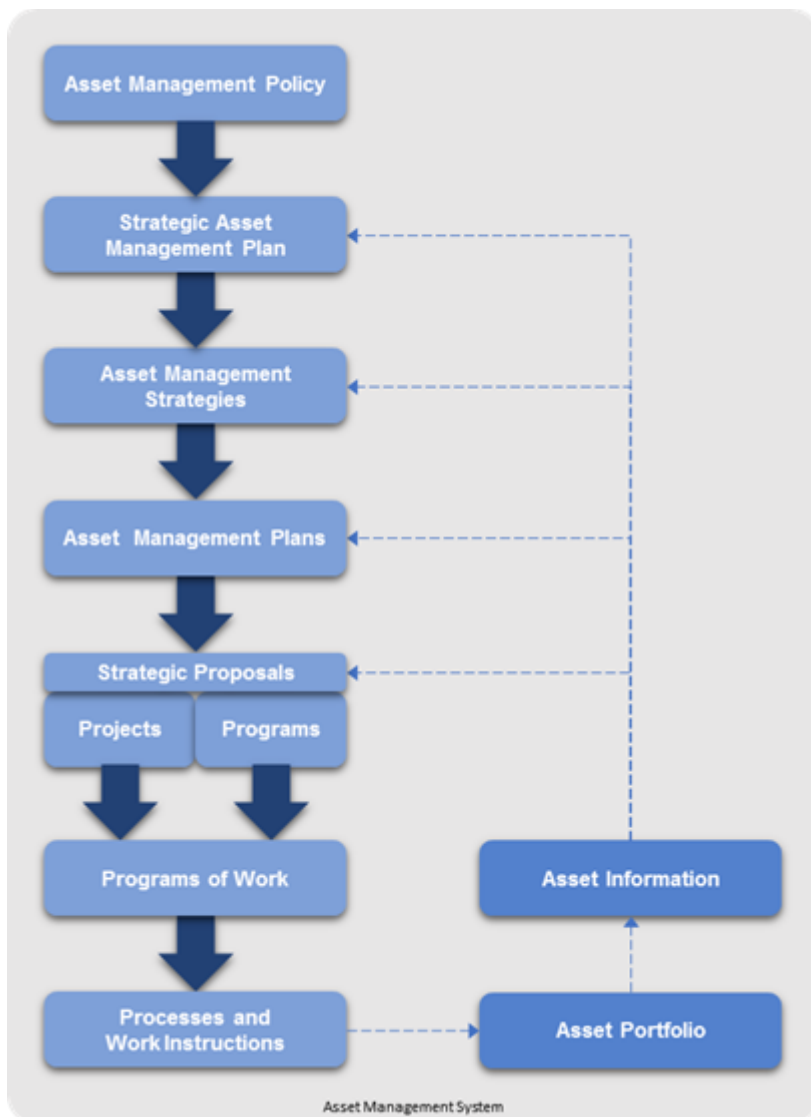 Asset Management Policy
Strategic Asset
Management Plan
Asset Management
Strategies
Asset Management Plans
Strategic Proposals
Projects
Programs
Programs of Work
Asset Information
Processes and
Work Instructions
Asset Portfolio
Asset Management System